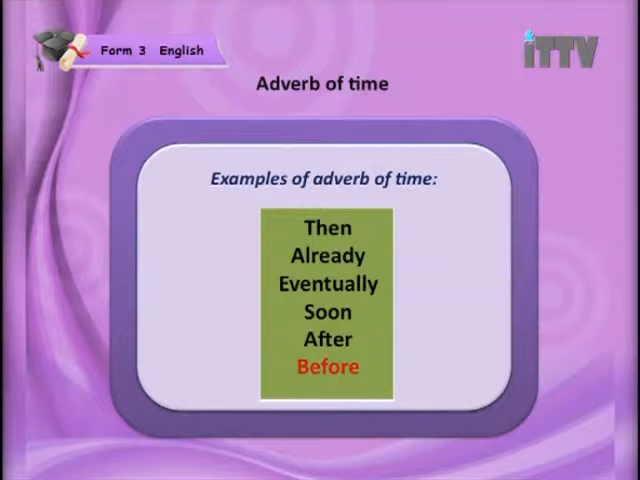 Form 3 English
iTTV
Adverb of time
Examples of adverb of time:
Then
Already
Eventually
Soon
After
Before